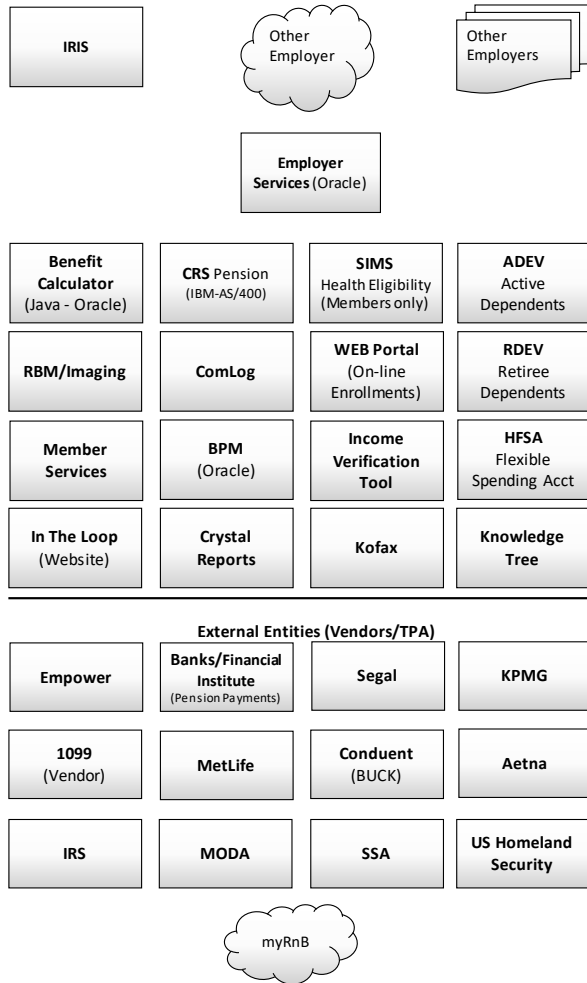 IRIS
Other
Employer
Other
Employers
Employer
Services (Oracle)
Benefit
Calculator
(Java - Oracle)
CRS Pension
(IBM-AS/400)
SIMS
Health Eligibility
(Members only)
ADEV
Active
Dependents
RBM/Imaging
ComLog
WEB Portal
(On-line
Enrollments)
RDEV
Retiree
Dependents
Member
Services
BPM
(Oracle)
Income
Verification
Tool
HFSA
Flexible
Spending Acct
In The Loop
(Website)
Crystal
Reports
Kofax
Knowledge
Tree
External Entities (Vendors/TPA)
Empower
Banks/Financial
Institute
(Pension Payments)
Segal
KPMG
1099
(Vendor)
MetLife
Conduent
(BUCK)
Aetna
IRS
MODA
SSA
US Homeland
Security
myRnB